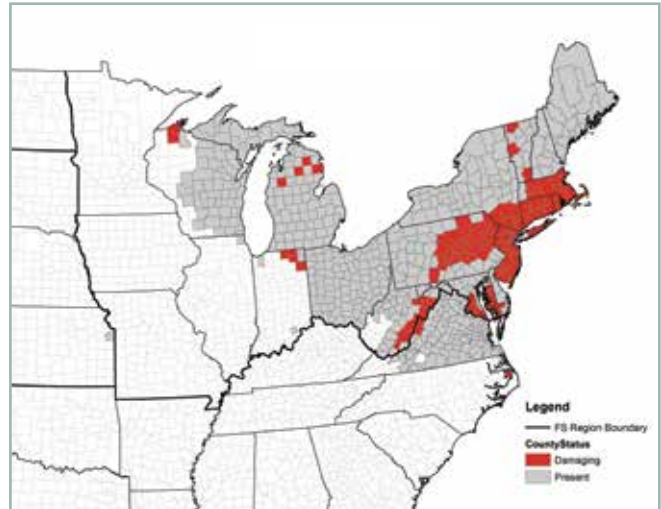 Legend
FS Region Boundary
CountyStatus
Damaging
Present